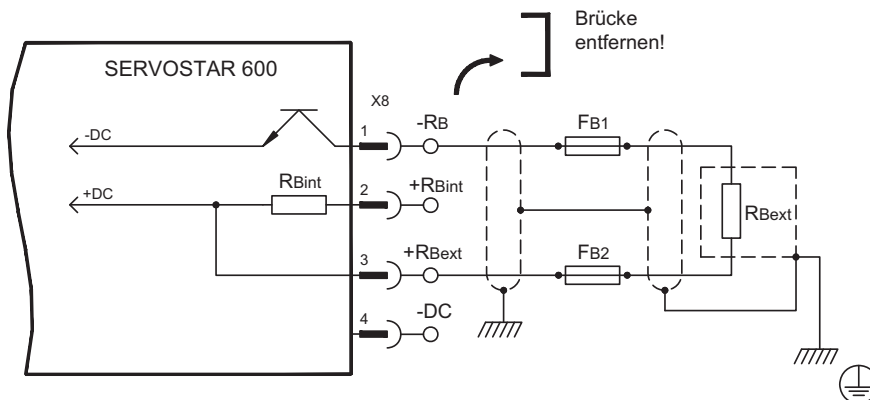 Brücke
entfernen!
SERVOSTAR 600
X8
-DC
1
-RB
FB1
+DC
RBint
2
+RBint
RBext
3
+RBext
FB2
4
-DC